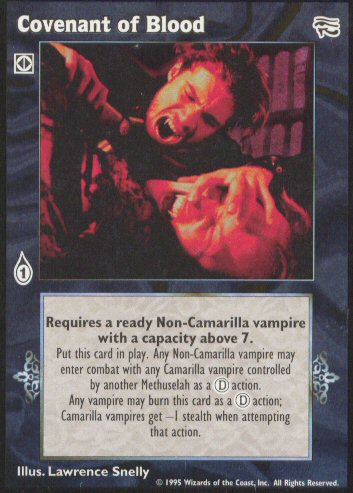 Covenant of Blood
1
Requires a ready Non-Camarilla vampire
with a capacity above 7.
Put this card in play. Any Non-Camarilla vampire may
enter combat with any Camarilla vampire controlled
by another Methuselah as a Ⓓ action.
Any vampire may burn this card as a Ⓓ action;
Camarilla vampires get –1 stealth when attempting
that action.
Illus. Lawrence Snelly
© 1995 Wizards of the Coast, Inc. All Rights Reserved.